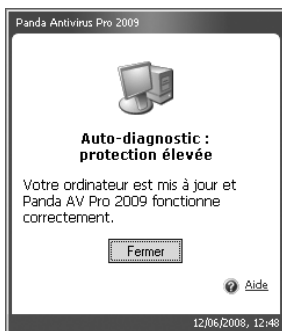 Panda Antivirus Pro 2009
Auto-diagnostic :
protection élevée
Votre ordinateur est mis à jour et
Panda AV Pro 2009 fonctionne
correctement.
Fermer
Aide
12/06/2008, 12:48